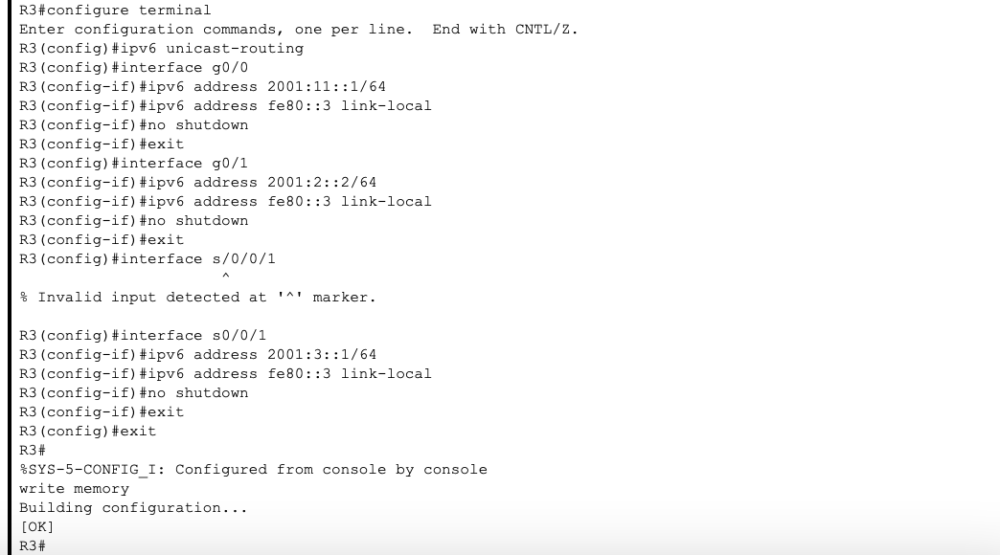 R3#configure terminal
Enter configuration commands, one per line.  End with CNTL/Z.
R3(config)#ipv6 unicast-routing
R3(config)#interface g0/0
R3(config-if)#ipv6 address 2001:11::1/64
R3(config-if)#ipv6 address fe80::3 link-local
R3(config-if)#no shutdown
R3(config-if)#exit
R3(config)#interface g0/1
R3(config-if)#ipv6 address 2001:2::2/64
R3(config-if)#ipv6 address fe80::3 link-local
R3(config-if)#no shutdown
R3(config-if)#exit
R3(config)#interface s/0/0/1
                      ^
% Invalid input detected at '^' marker.

R3(config)#interface s0/0/1
R3(config-if)#ipv6 address 2001:3::1/64
R3(config-if)#ipv6 address fe80::3 link-local
R3(config-if)#no shutdown
R3(config-if)#exit
R3(config)#exit
R3#
%SYS-5-CONFIG_I: Configured from console by console
write memory
Building configuration...
[OK]
R3#